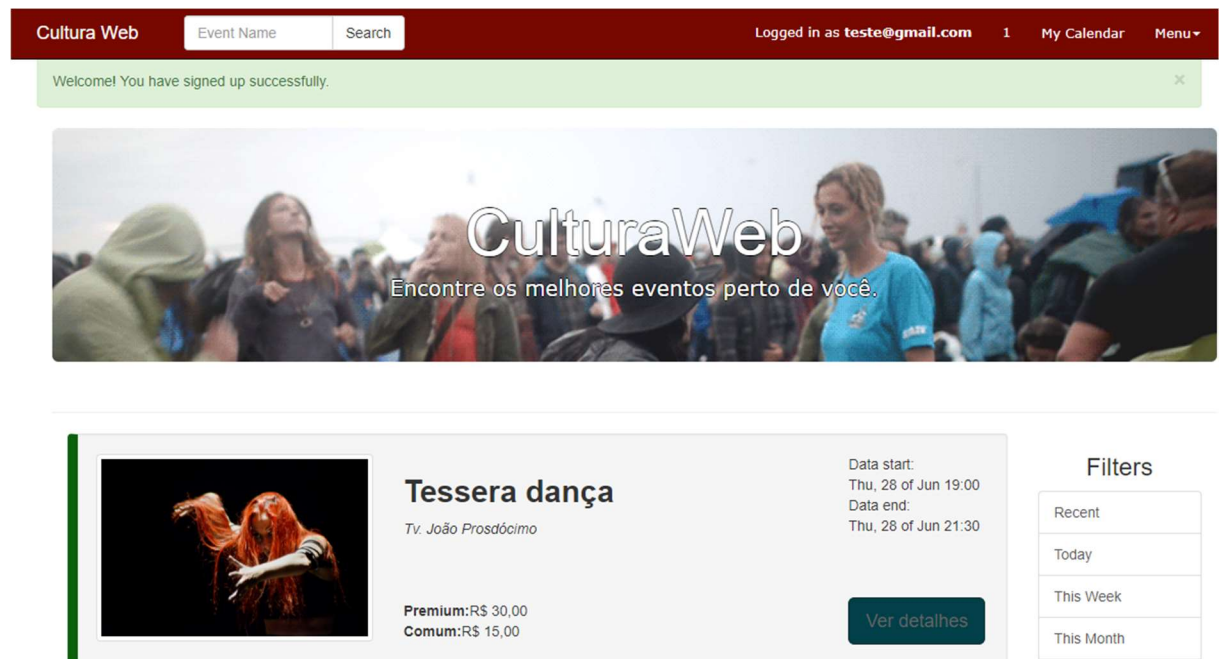 Cultura Web
Event Name
Search
Logged in as teste@gmail.com
1
My Calendar
Menu
Welcome! You have signed up successfully.
×
CulturaWeb
Encontre os melhores eventos perto de você.
Tessera dança
Tv. João Prosdócimo
Premium:R$ 30,00
Comum:R$ 15,00
Data start:
Thu, 28 of Jun 19:00
Data end:
Thu, 28 of Jun 21:30
Ver detalhes
Filters
Recent
Today
This Week
This Month